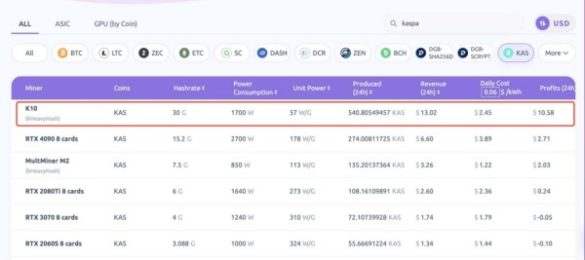 ALL ASIC GPU (by Coin) kaspa USD
All BTC LTC ZEC ETC SC DASH DCR ZEN BCH DGB-SHA256D DGB-SCRYPT KAS More
Miner Coins Hashrate Power Consumption Unit Power Produced (24h) Revenue (24h) Daily Cost 0.06 $ /kWh Profits (24h
K10 KAS 30 G 1700 W 57 W/G 540.80549457 KAS $ 13.02 $ 2.45 $ 10.58
(kHeavyHash)
RTX 4090 8 cards KAS 15.2 G 2700 W 178 W/G 274.00811725 KAS $ 6.60 $ 3.89 $ 2.71
MultMiner M2 KAS 7.5 G 850 W 113 W/G 135.20137364 KAS $ 3.26 $ 1.22 $ 2.03
(kHeavyHash)
RTX 2080Ti 8 cards KAS 6 G 1640 W 273 W/G 108.16109891 KAS $ 2.60 $ 2.36 $ 0.24
RTX 3070 8 cards KAS 4 G 1240 W 310 W/G 72.10739928 KAS $ 1.74 $ 1.79 $ -0.05
RTX 2060S 8 cards KAS 3.088 G 1000 W 324 W/G 55.66691224 KAS $ 1.34 $ 1.44 $ -0.10